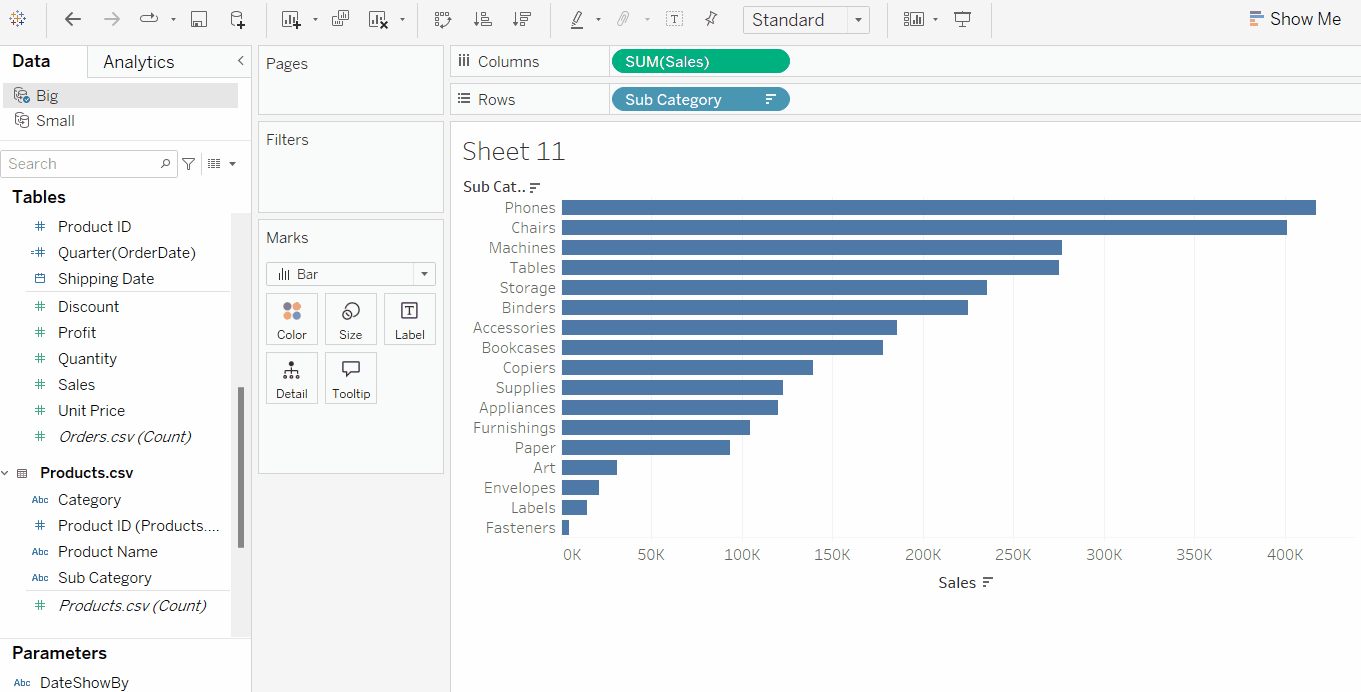 Standard
Show Me
Data
Analytics
Big
Small
Search
Tables
Product ID
Quarter(OrderDate)
Shipping Date
Discount
Profit
Quantity
Sales
Unit Price
Orders.csv (Count)
Products.csv
Abc Category
Product ID (Products....
Abc Product Name
Abc Sub Category
Products.csv (Count)
Parameters
Abc DateShowBy
Pages
Filters
Marks
Bar
Color Size Label
Detail Tooltip
Columns SUM(Sales)
Rows Sub Category
Sheet 11
Sub Cat..
Phones
Chairs
Machines
Tables
Storage
Binders
Accessories
Bookcases
Copiers
Supplies
Appliances
Furnishings
Paper
Art
Envelopes
Labels
Fasteners
0K 50K 100K 150K 200K 250K 300K 350K 400K
Sales